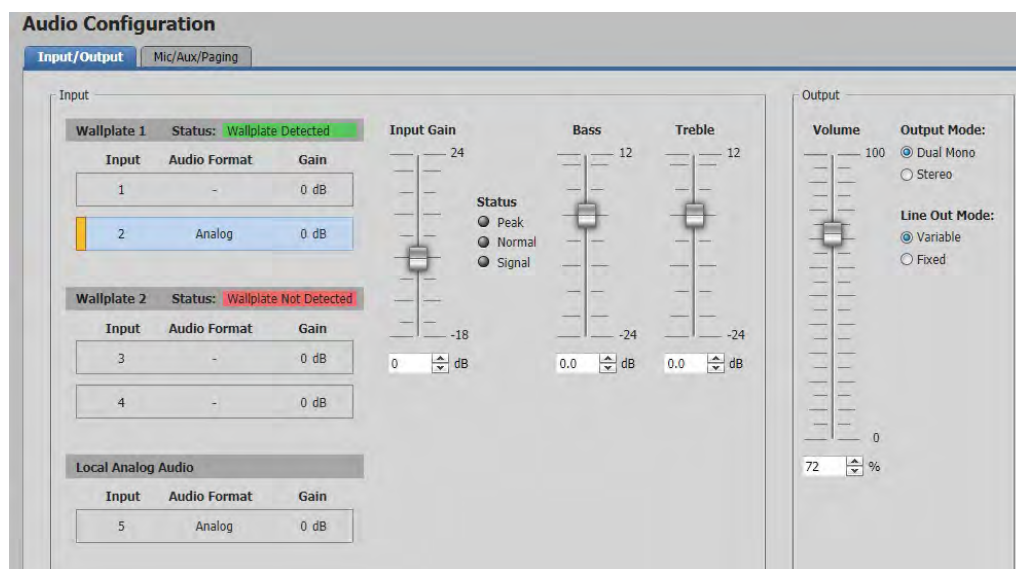 Audio Configuration
Input/Output Mic/Aux/Paging
Input
Wallplate 1 Status: Wallplate Detected
Input Audio Format Gain
1 - 0 dB
2 Analog 0 dB
Wallplate 2 Status: Wallplate Not Detected
Input Audio Format Gain
3 - 0 dB
4 - 0 dB
Local Analog Audio
Input Audio Format Gain
5 Analog 0 dB
Input Gain
24
-18
0 dB
Status
Peak
Normal
Signal
Bass
12
-24
0.0 dB
Treble
12
-24
0.0 dB
Output
Volume
100
0
72 %
Output Mode:
Dual Mono
Stereo
Line Out Mode:
Variable
Fixed